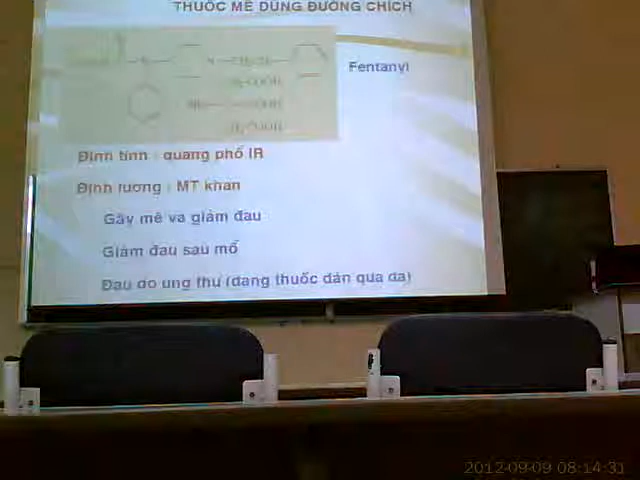 THUỐC MÊ DÙNG ĐƯỜNG CHÍCH
Fentanyl
Định tính : quang phổ IR
Định lượng : MT khan
Gây mê và giảm đau
Giảm đau sau mổ
Đau do ung thư (dạng thuốc dán qua da)
2012-09-09 08:14:31